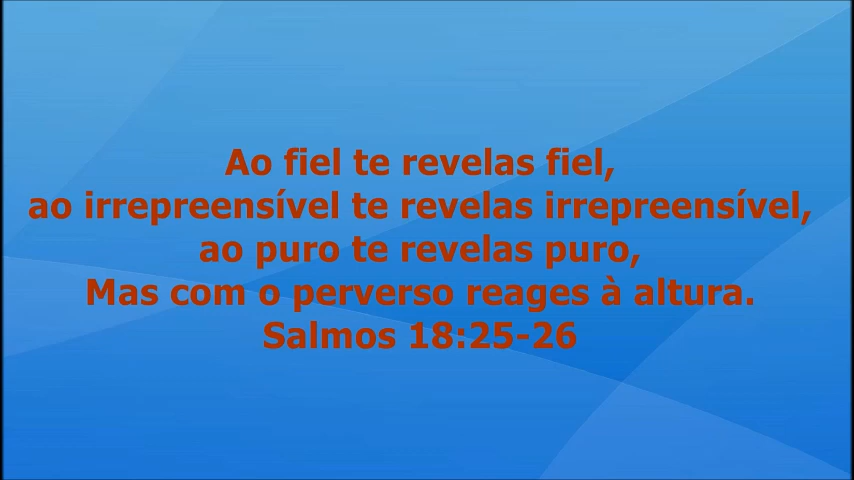 Ao fiel te revelas fiel,
ao irrepreensível te revelas irrepreensível,
ao puro te revelas puro,
Mas com o perverso reages à altura.
Salmos 18:25-26